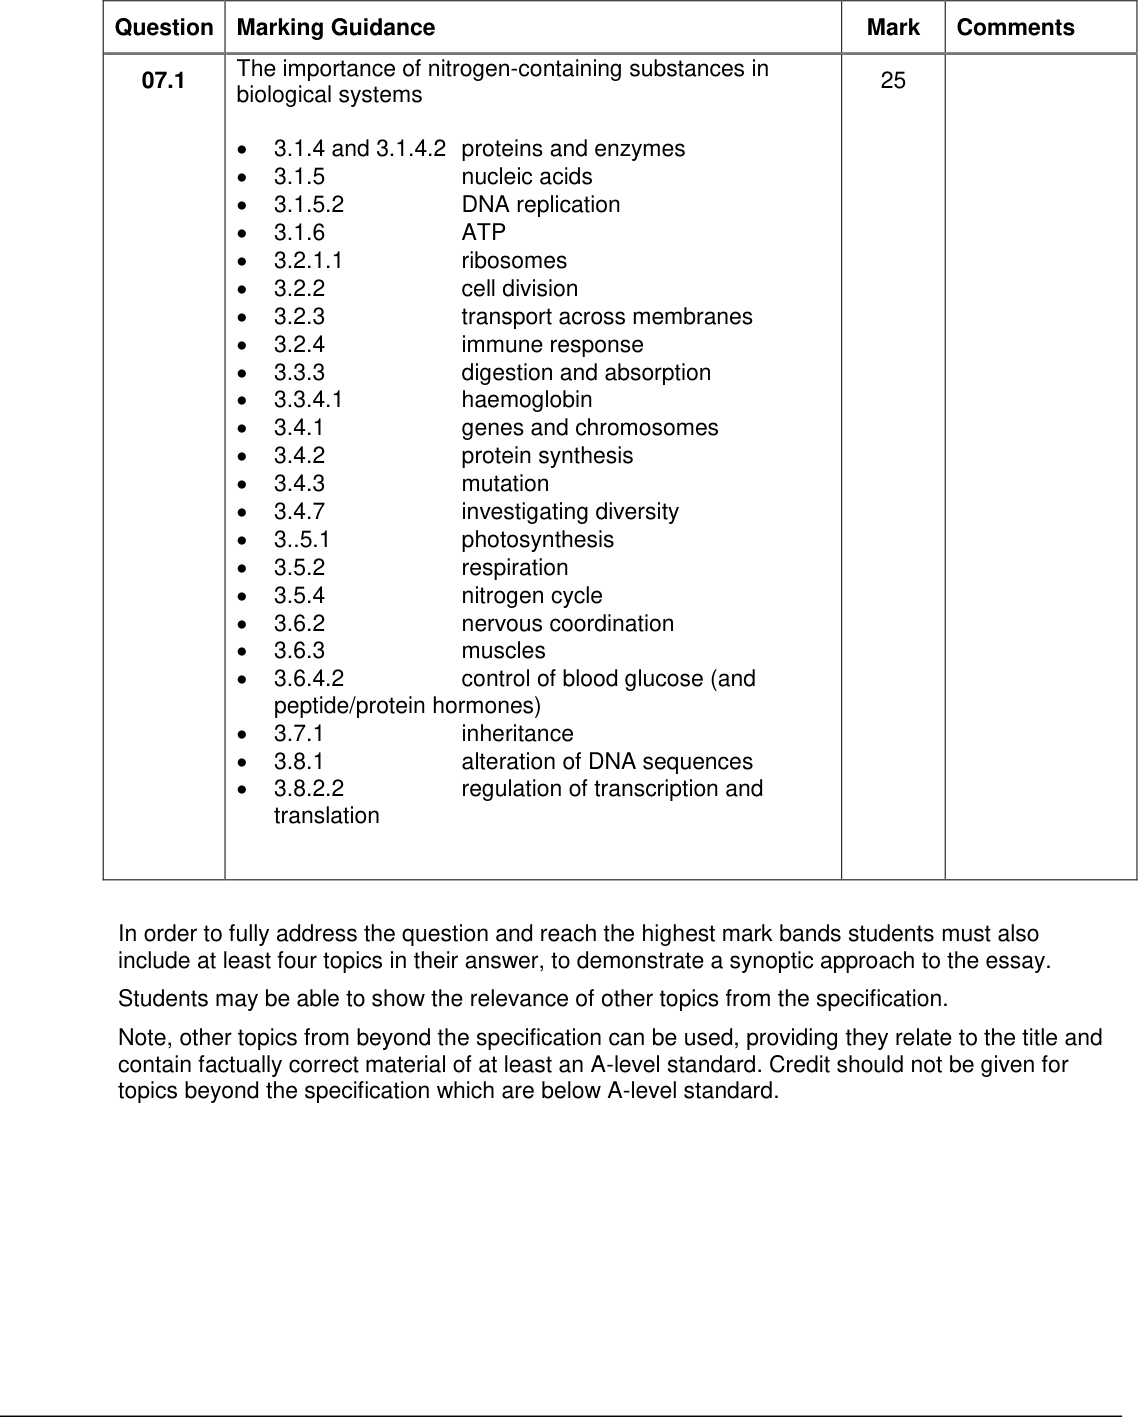 Question Marking Guidance Mark Comments
07.1 The importance of nitrogen-containing substances in 25
biological systems
• 3.1.4 and 3.1.4.2 proteins and enzymes
• 3.1.5 nucleic acids
• 3.1.5.2 DNA replication
• 3.1.6 ATP
• 3.2.1.1 ribosomes
• 3.2.2 cell division
• 3.2.3 transport across membranes
• 3.2.4 immune response
• 3.3.3 digestion and absorption
• 3.3.4.1 haemoglobin
• 3.4.1 genes and chromosomes
• 3.4.2 protein synthesis
• 3.4.3 mutation
• 3.4.7 investigating diversity
• 3..5.1 photosynthesis
• 3.5.2 respiration
• 3.5.4 nitrogen cycle
• 3.6.2 nervous coordination
• 3.6.3 muscles
• 3.6.4.2 control of blood glucose (and
peptide/protein hormones)
• 3.7.1 inheritance
• 3.8.1 alteration of DNA sequences
• 3.8.2.2 regulation of transcription and
translation
In order to fully address the question and reach the highest mark bands students must also
include at least four topics in their answer, to demonstrate a synoptic approach to the essay.
Students may be able to show the relevance of other topics from the specification.
Note, other topics from beyond the specification can be used, providing they relate to the title and
contain factually correct material of at least an A-level standard. Credit should not be given for
topics beyond the specification which are below A-level standard.